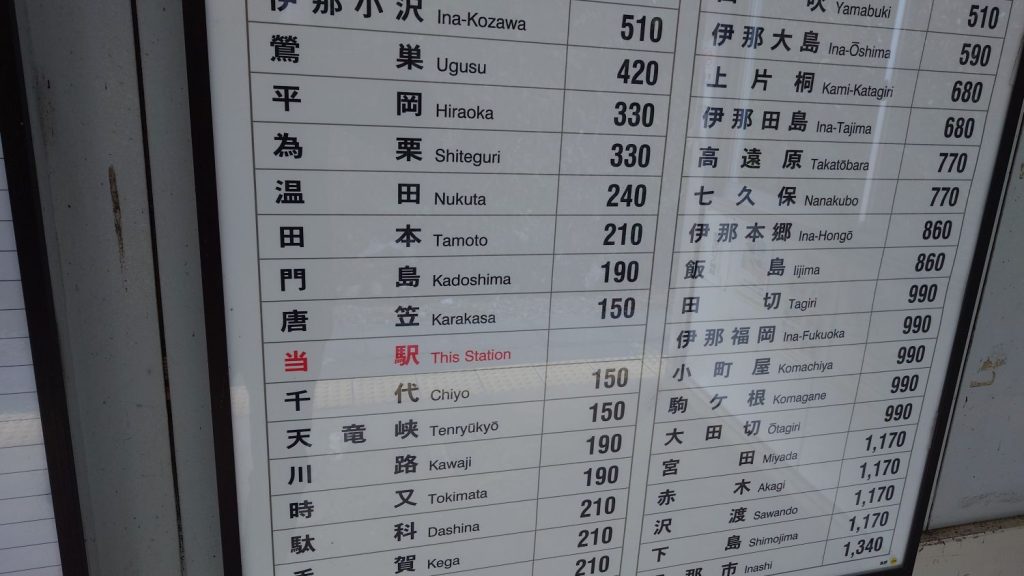 伊那小沢 Ina-Kozawa 510
鶯巣 Ugusu 420
平岡 Hiraoka 330
為栗 Shiteguri 330
温田 Nukuta 240
田本 Tamoto 210
門島 Kadoshima 190
唐笠 Karakasa 150
当駅 This Station
千代 Chiyo 150
天竜峡 Tenryūkyō 150
川路 Kawaji 190
時又 Tokimata 190
駄科 Dashina 210
毛賀 Kega 210
210
吹 Yamabuki 510
伊那大島 Ina-Ōshima 590
上片桐 Kami-Katagiri 680
伊那田島 Ina-Tajima 680
高遠原 Takatōbara 770
七久保 Nanakubo 770
伊那本郷 Ina-Hongō 860
飯島 Iijima 860
田切 Tagiri 990
伊那福岡 Ina-Fukuoka 990
小町屋 Komachiya 990
駒ケ根 Komagane 990
大田切 Ōtagiri 990
宮田 Miyada 1,170
赤木 Akagi 1,170
沢渡 Sawando 1,170
下島 Shimojima 1,170
那市 Inashi 1,340